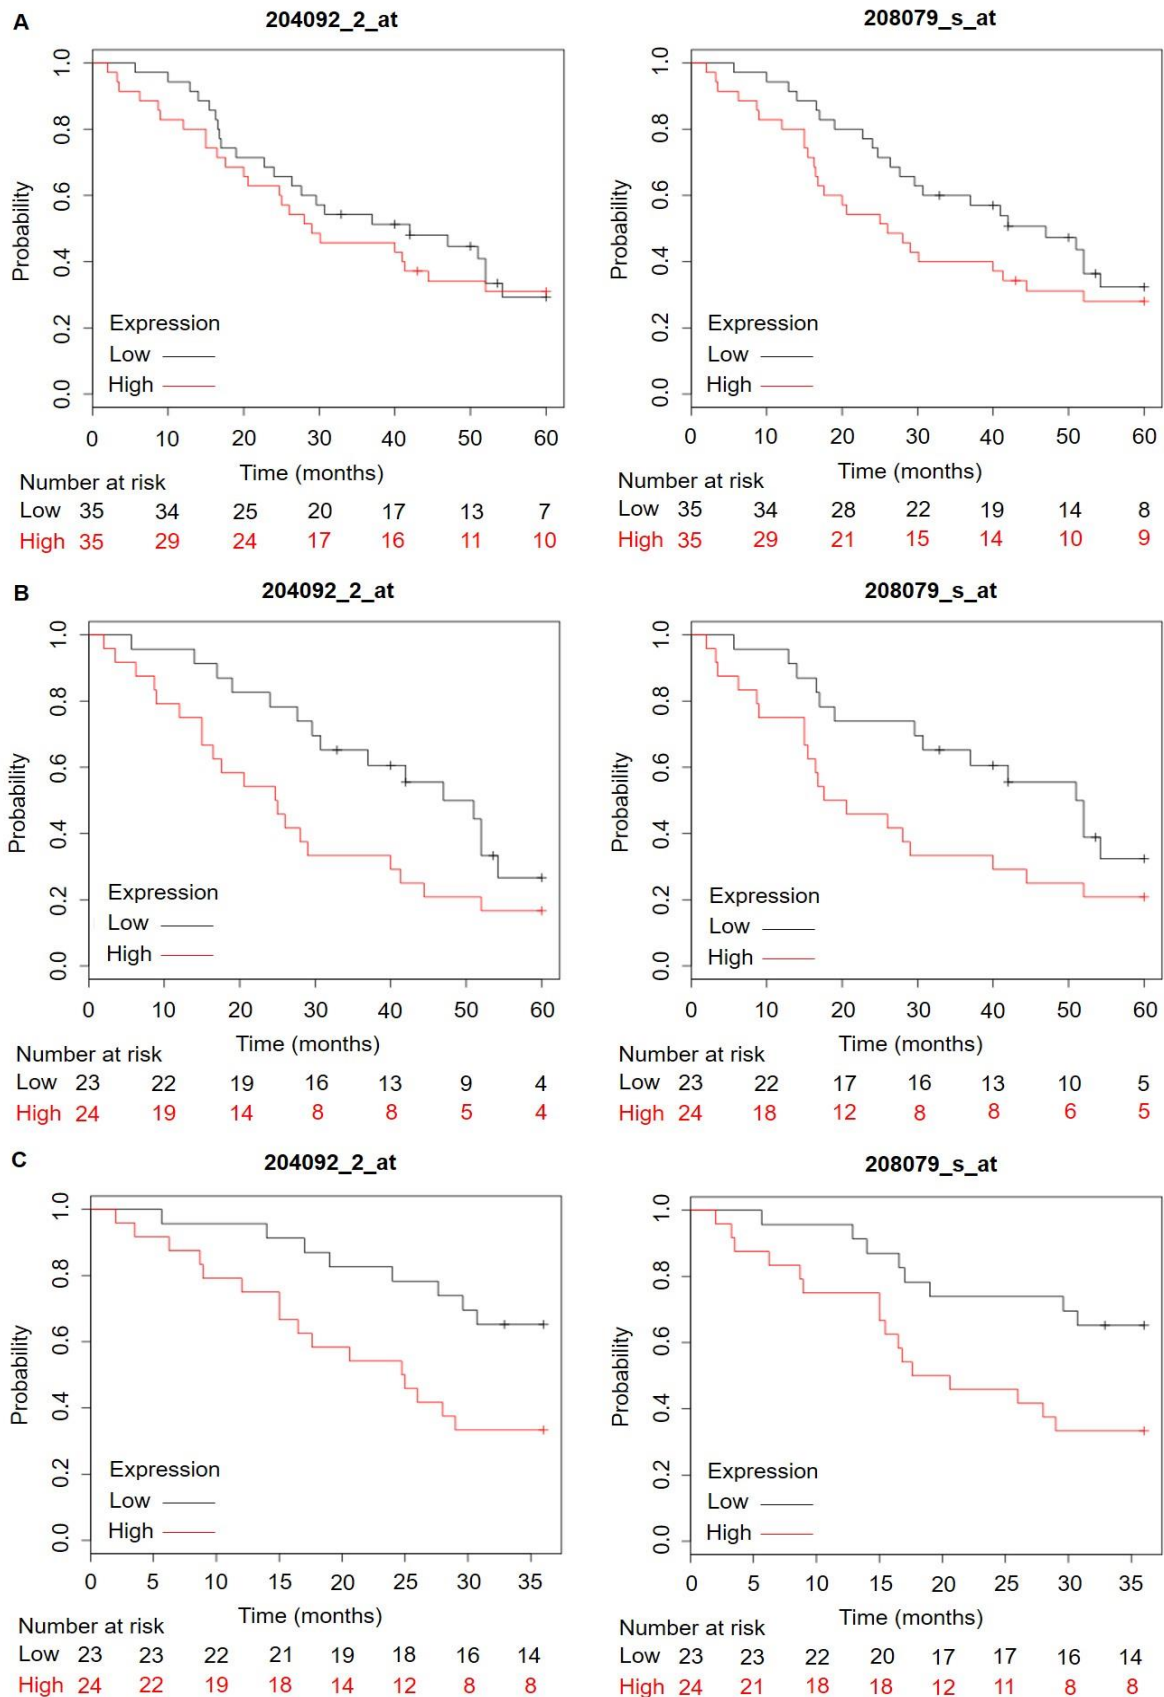 A
204092_2_at
208079_s_at
Probability
1.0
0.8
0.6
0.4
0.2
0.0
Expression
Low
High
0 10 20 30 40 50 60
Time (months)
Number at risk
Low 35 34 25 20 17 13 7
High 35 29 24 17 16 11 10
Probability
1.0
0.8
0.6
0.4
0.2
0.0
Expression
Low
High
0 10 20 30 40 50 60
Time (months)
Number at risk
Low 35 34 28 22 19 14 8
High 35 29 21 15 14 10 9
B
204092_2_at
208079_s_at
Probability
1.0
0.8
0.6
0.4
0.2
0.0
Expression
Low
High
0 10 20 30 40 50 60
Time (months)
Number at risk
Low 23 22 19 16 13 9 4
High 24 19 14 8 8 5 4
Probability
1.0
0.8
0.6
0.4
0.2
0.0
Expression
Low
High
0 10 20 30 40 50 60
Time (months)
Number at risk
Low 23 22 17 16 13 10 5
High 24 18 12 8 8 6 5
C
204092_2_at
208079_s_at
Probability
1.0
0.8
0.6
0.4
0.2
0.0
Expression
Low
High
0 5 10 15 20 25 30 35
Time (months)
Number at risk
Low 23 23 22 21 19 18 16 14
High 24 22 19 18 14 12 8 8
Probability
1.0
0.8
0.6
0.4
0.2
0.0
Expression
Low
High
0 5 10 15 20 25 30 35
Time (months)
Number at risk
Low 23 23 22 20 17 17 16 14
High 24 21 18 18 12 11 8 8